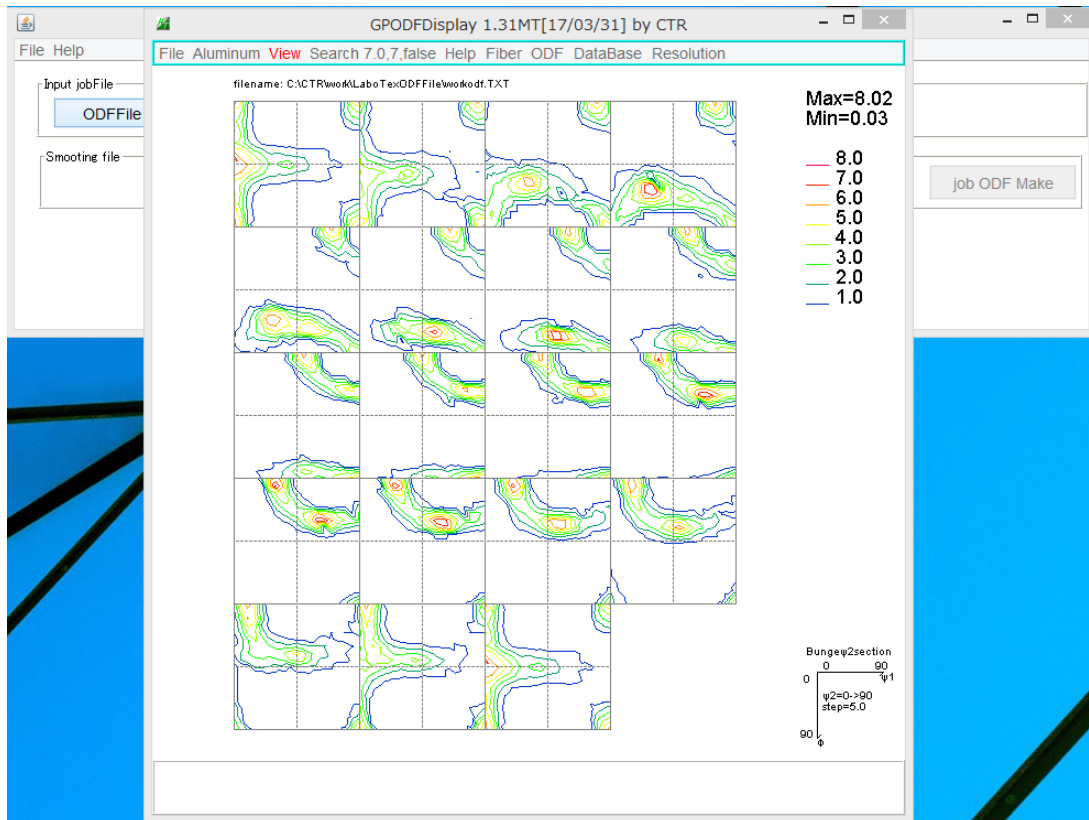 GPODFDisplay 1.31MT[17/03/31] by CTR
File Help
File Aluminum View Search 7.0,7,false Help Fiber ODF DataBase Resolution
Input jobFile
ODFFile
Smooting file
job ODF Make
filename: C:\CTR\work\LaboTexODFFile\workodf.TXT
Max=8.02
Min=0.03
8.0
7.0
6.0
5.0
4.0
3.0
2.0
1.0
Bungeψ2section
0 90
0 ψ1
ψ2=0->90
step=5.0
90 Φ